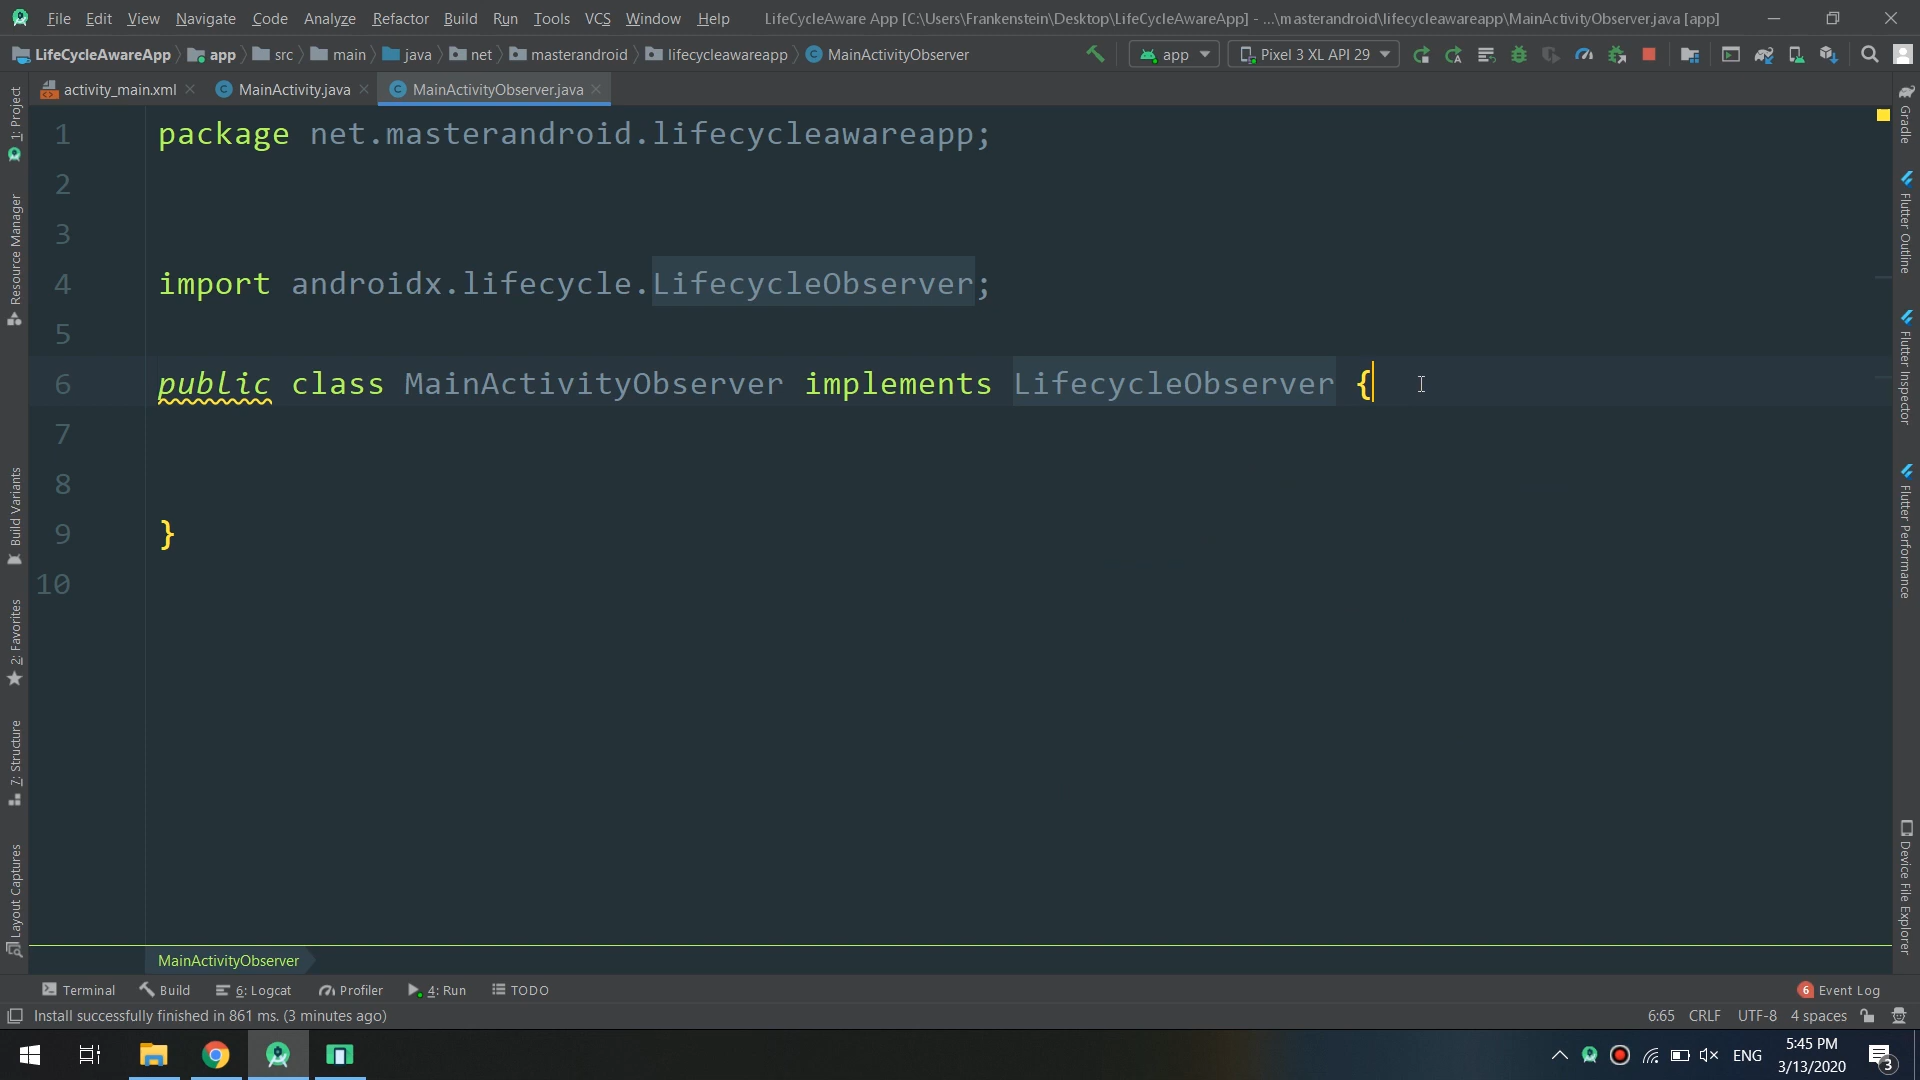 File Edit View Navigate Code Analyze Refactor Build Run Tools VCS Window Help LifeCycleAware App [C:\Users\Frankenstein\Desktop\LifeCycleAwareApp] - ...\masterandroid\lifecycleawareapp\MainActivityObserver.java [app]
LifeCycleAwareApp app src main java net masterandroid lifecycleawareapp MainActivityObserver app Pixel 3 XL API 29
activity_main.xml MainActivity.java MainActivityObserver.java
1 package net.masterandroid.lifecycleawareapp;
2
3
4 import androidx.lifecycle.LifecycleObserver;
5
6 public class MainActivityObserver implements LifecycleObserver {
7
8
9 }
10
1: Project
Resource Manager
Build Variants
2: Favorites
7: Structure
Layout Captures
Gradle
Flutter Outline
Flutter Inspector
Flutter Performance
Device File Explorer
MainActivityObserver
Terminal Build 6: Logcat Profiler 4: Run TODO 6 Event Log
Install successfully finished in 861 ms. (3 minutes ago) 6:65 CRLF UTF-8 4 spaces
ENG 5:45 PM
3/13/2020 3